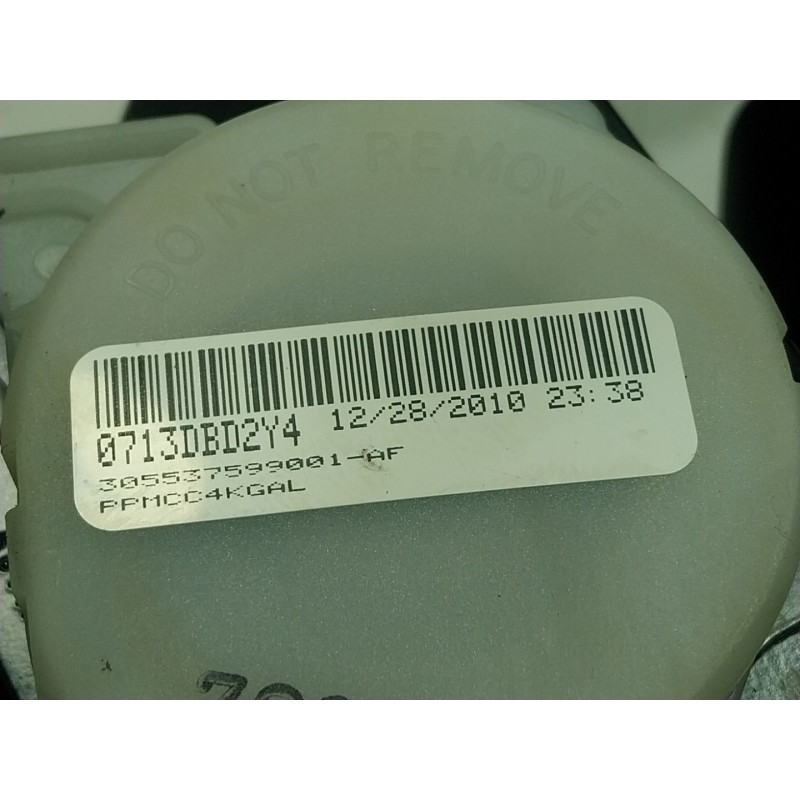 DO NOT REMOVE
0713DBD2Y4 12/28/2010 23:38
305537599001-AF
PPMCC4KGAL